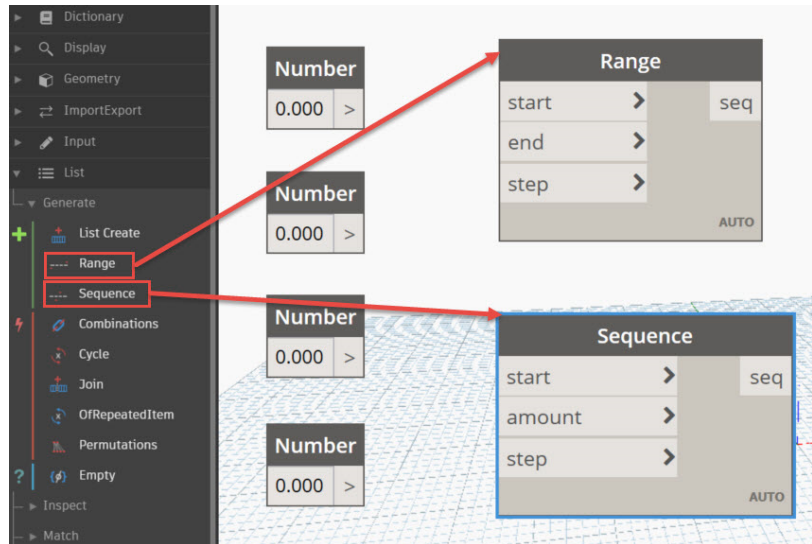 Dictionary
Display
Geometry
ImportExport
Input
List
Generate
List Create
Range
Sequence
Combinations
Cycle
Join
OfRepeatedItem
Permutations
Empty
Inspect
Match
Number
0.000 >
Number
0.000 >
Number
0.000 >
Number
0.000 >
Range
start > seq
end >
step >
AUTO
Sequence
start > seq
amount >
step >
AUTO